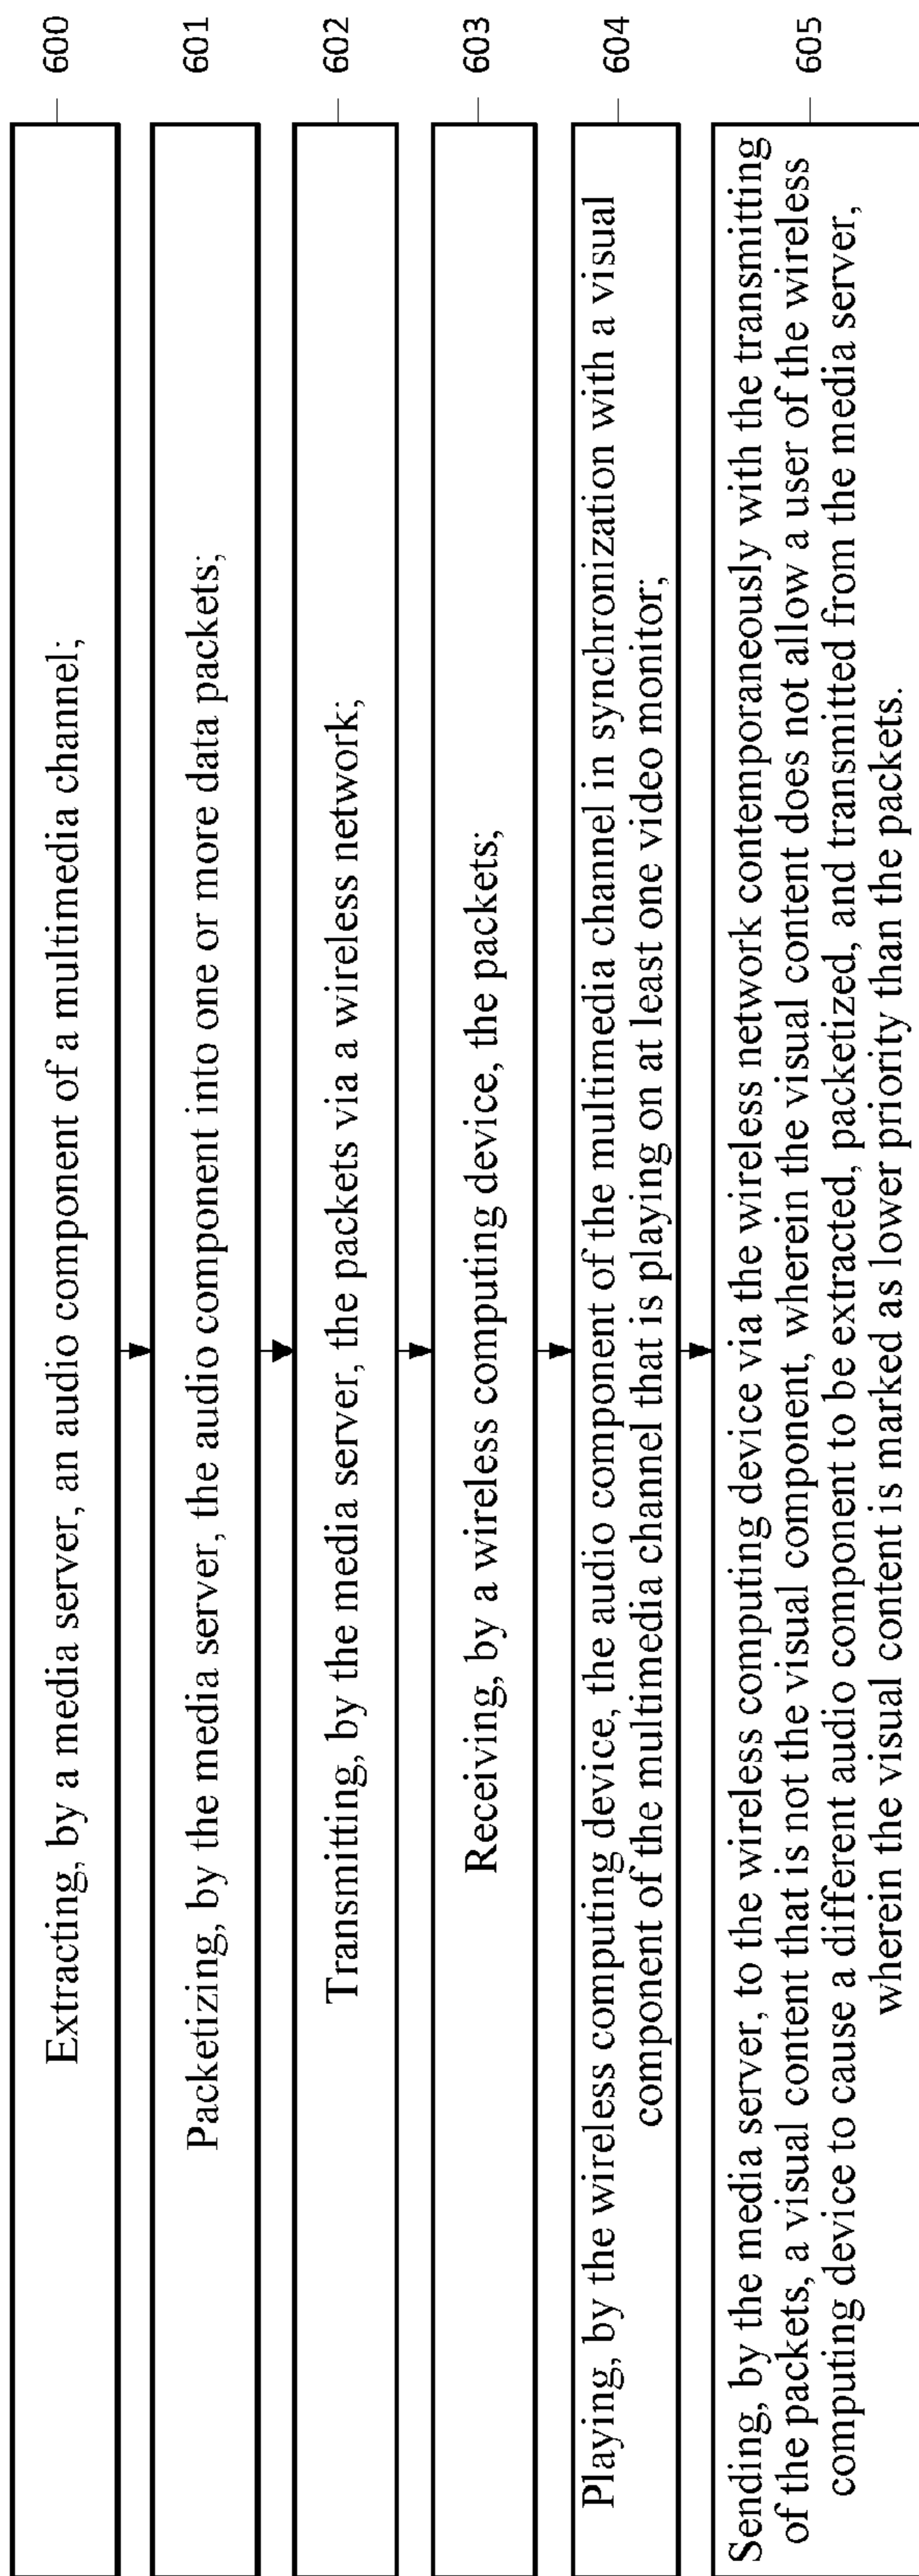 Extracting, by a media server, an audio component of a multimedia channel;
600
Packetizing, by the media server, the audio component into one or more data packets;
601
Transmitting, by the media server, the packets via a wireless network;
602
Receiving, by a wireless computing device, the packets;
603
Playing, by the wireless computing device, the audio component of the multimedia channel in synchronization with a visual
component of the multimedia channel that is playing on at least one video monitor;
604
Sending, by the media server, to the wireless computing device via the wireless network contemporaneously with the transmitting
of the packets, a visual content that is not the visual component, wherein the visual content does not allow a user of the wireless
computing device to cause a different audio component to be extracted, packetized, and transmitted from the media server,
wherein the visual content is marked as lower priority than the packets.
605